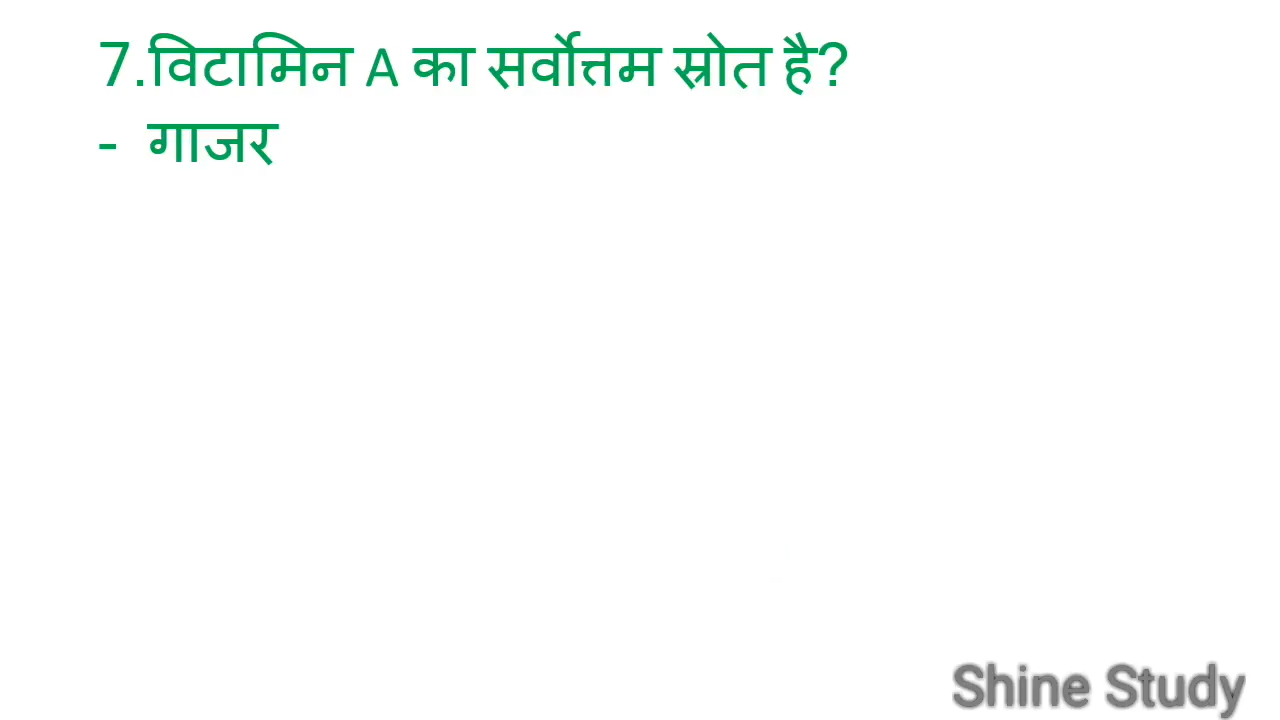 7.विटामिन A का सर्वोत्तम स्रोत है?
- गाजर
Shine Study